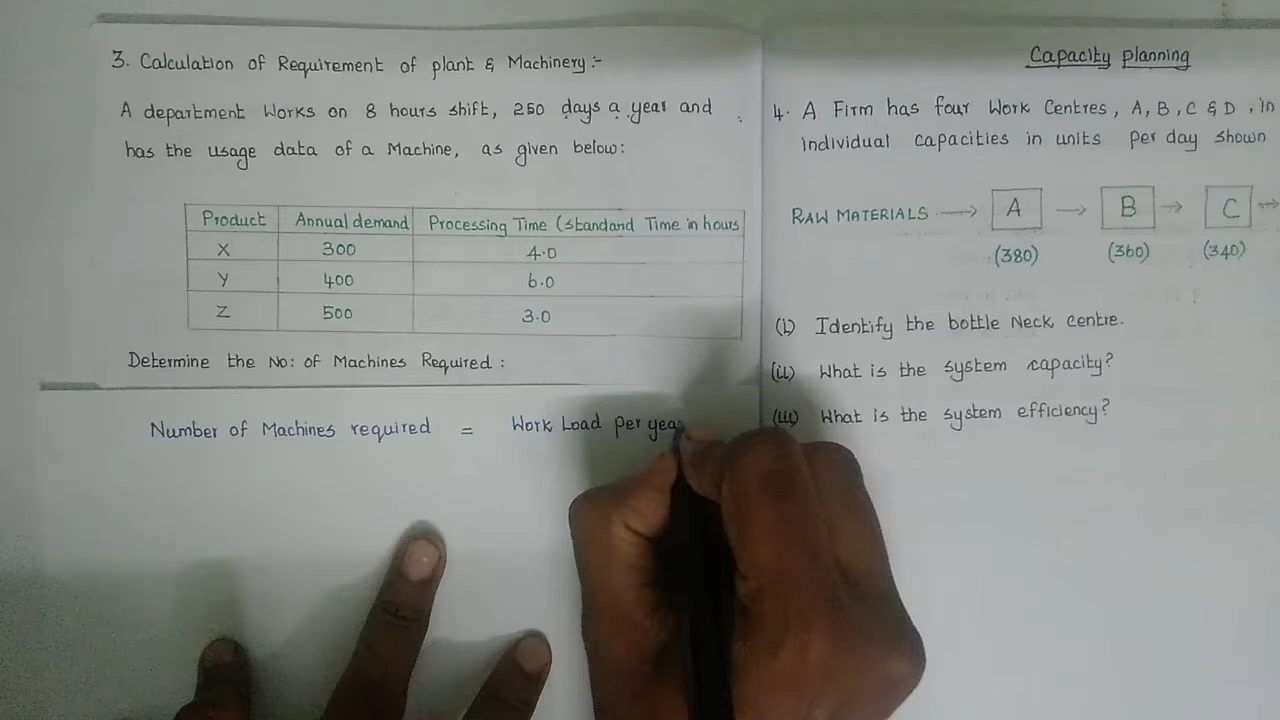 3. Calculation of Requirement of plant & Machinery :-
A department Works on 8 hours shift, 250 days a year and
has the usage data of a Machine, as given below:
Product Annual demand Processing Time (standand Time in hours
X 300 4.0
Y 400 6.0
Z 500 3.0
Determine the No: of Machines Required :
Number of Machines required = Work Load per yea
Capacity planning
4. A Firm has four Work Centres, A, B, C & D, in
individual capacities in units per day shown
RAW MATERIALS → A → B → C →
(380) (360) (340)
(i) Identify the bottle Neck centre.
(ii) What is the system capacity?
(iii) What is the system efficiency?